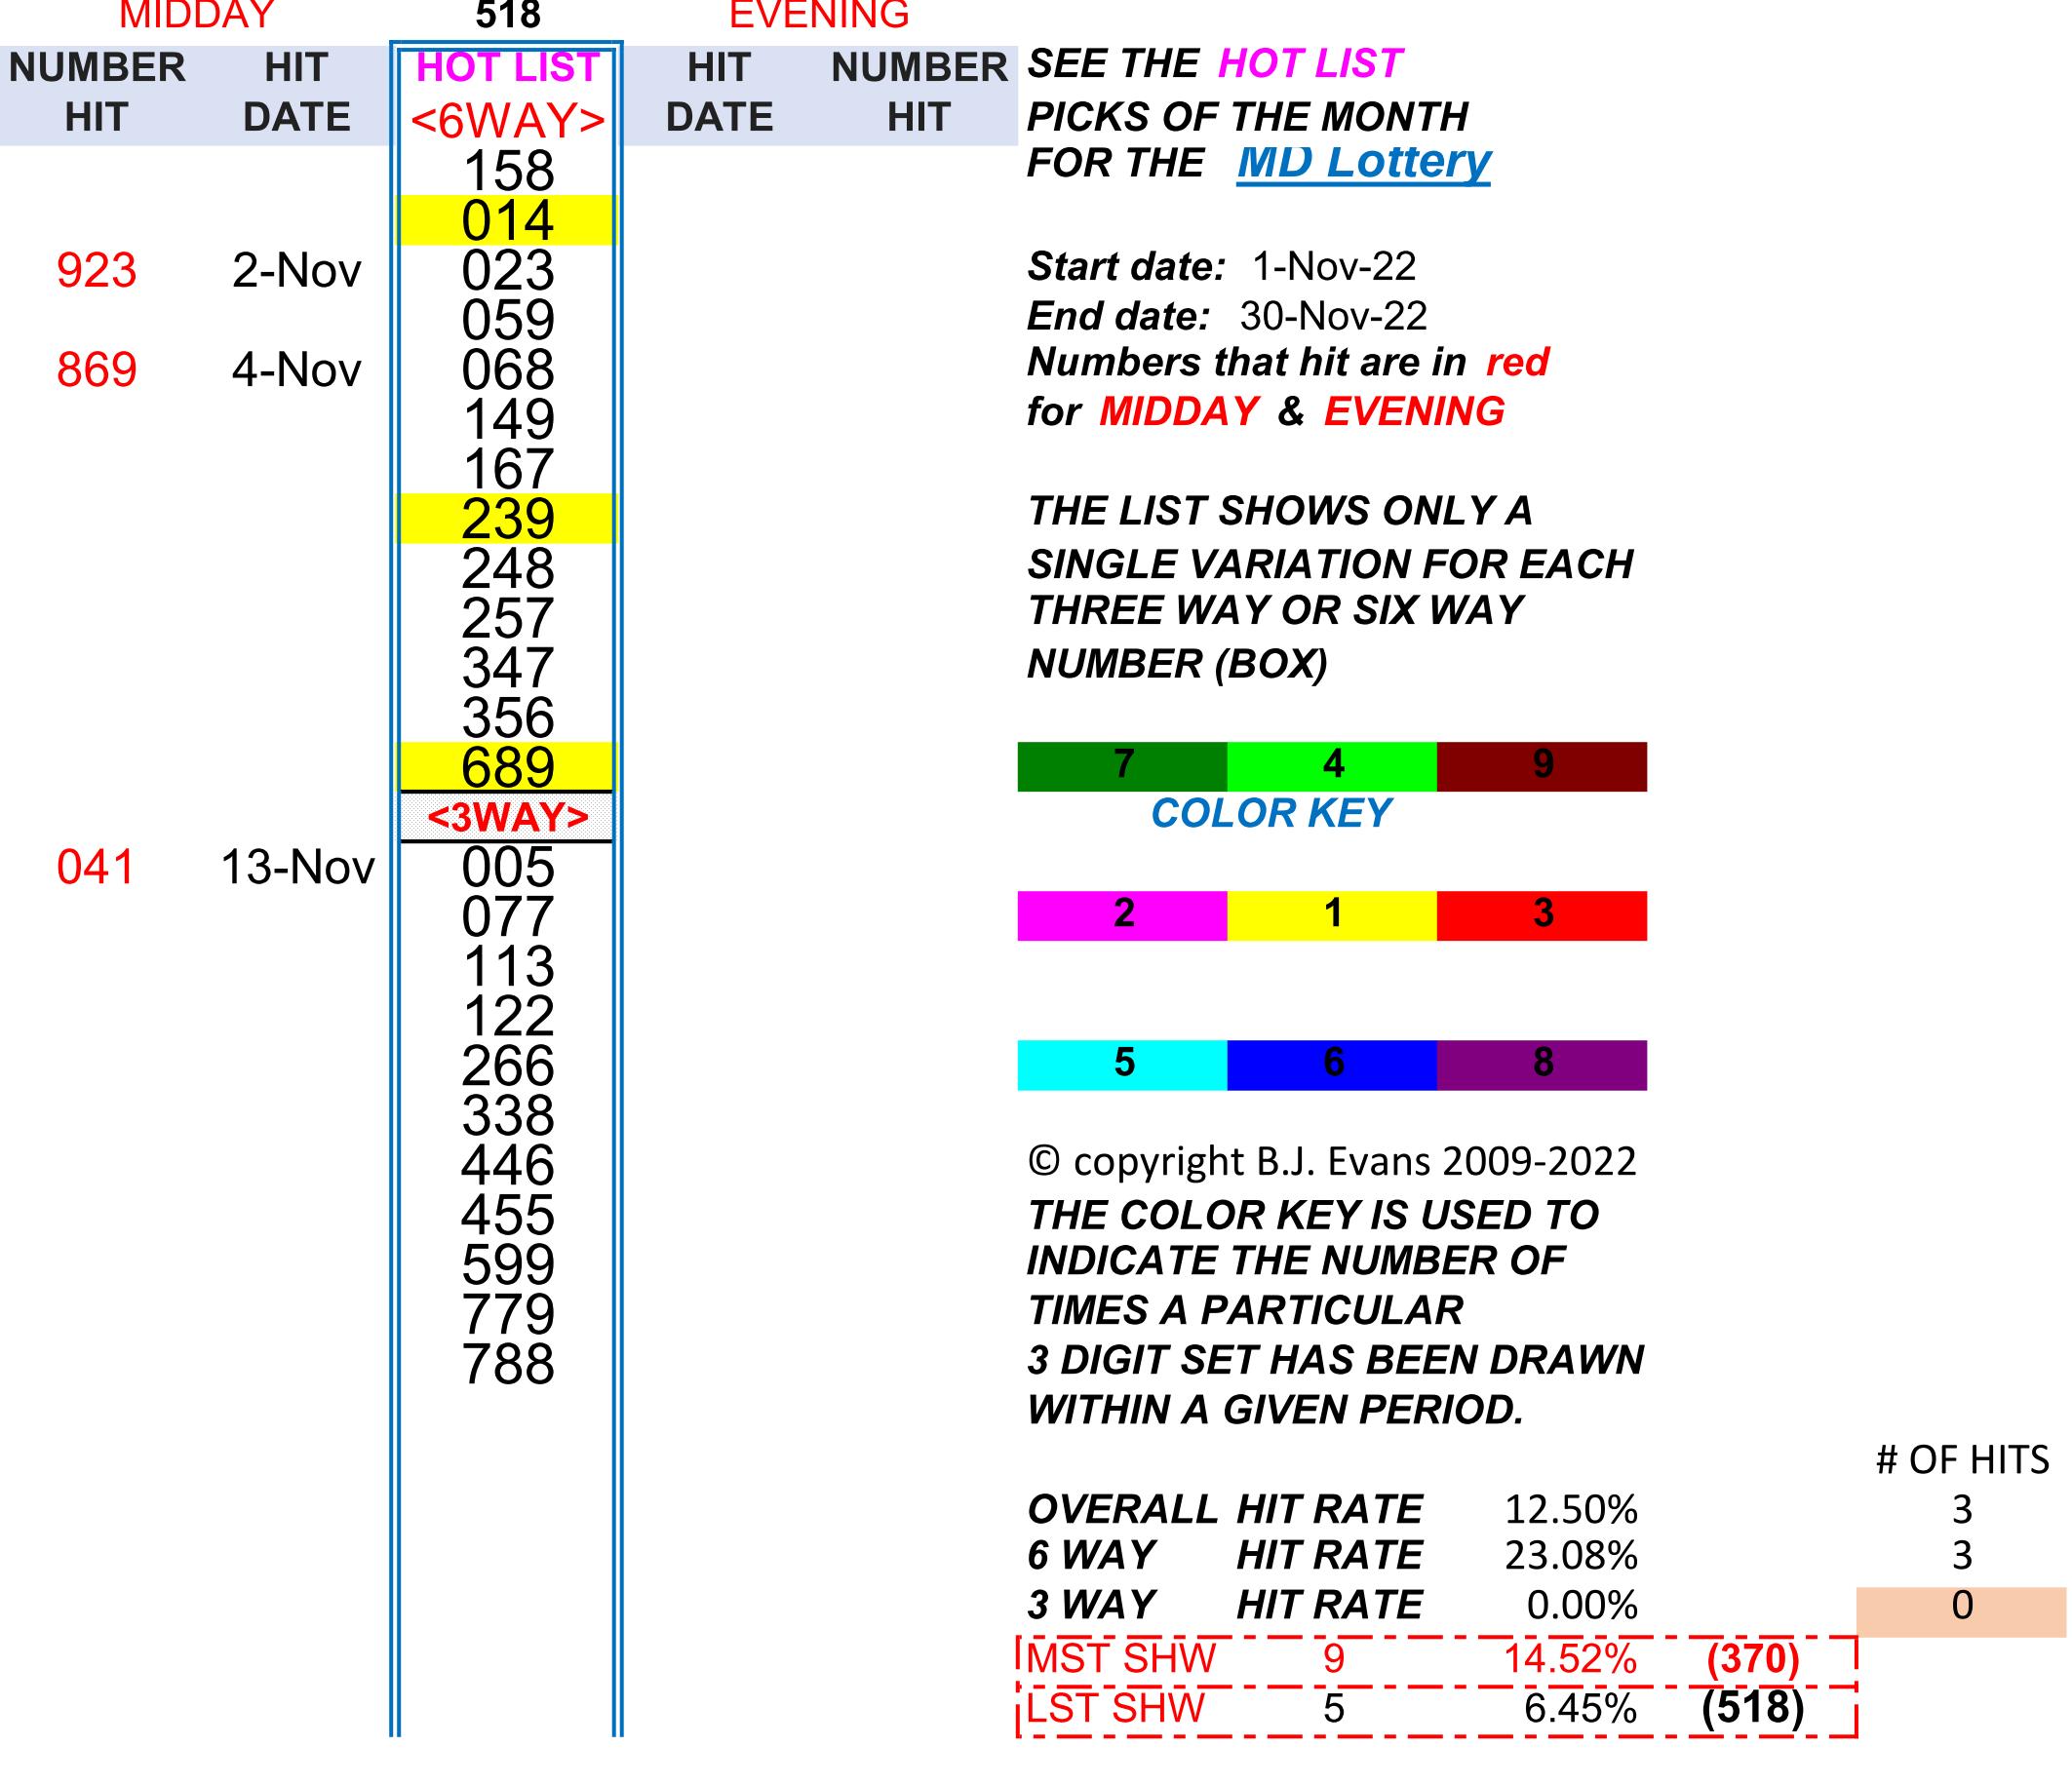 MIDDAY 518 EVENING
NUMBER HIT HOT LIST HIT NUMBER SEE THE HOT LIST
HIT DATE <6WAY> DATE HIT PICKS OF THE MONTH
158 FOR THE MD Lottery
014
923 2-Nov 023 Start date: 1-Nov-22
059 End date: 30-Nov-22
869 4-Nov 068 Numbers that hit are in red
149 for MIDDAY & EVENING
167
239 THE LIST SHOWS ONLY A
248 SINGLE VARIATION FOR EACH
257 THREE WAY OR SIX WAY
347 NUMBER (BOX)
356
689 7 4 9
<3WAY> COLOR KEY
041 13-Nov 005
077 2 1 3
113
122
266 5 6 8
338
446 © copyright B.J. Evans 2009-2022
455 THE COLOR KEY IS USED TO
599 INDICATE THE NUMBER OF
779 TIMES A PARTICULAR
788 3 DIGIT SET HAS BEEN DRAWN
WITHIN A GIVEN PERIOD.
# OF HITS
OVERALL HIT RATE 12.50% 3
6 WAY HIT RATE 23.08% 3
3 WAY HIT RATE 0.00% 0
MST SHW 9 14.52% (370)
LST SHW 5 6.45% (518)